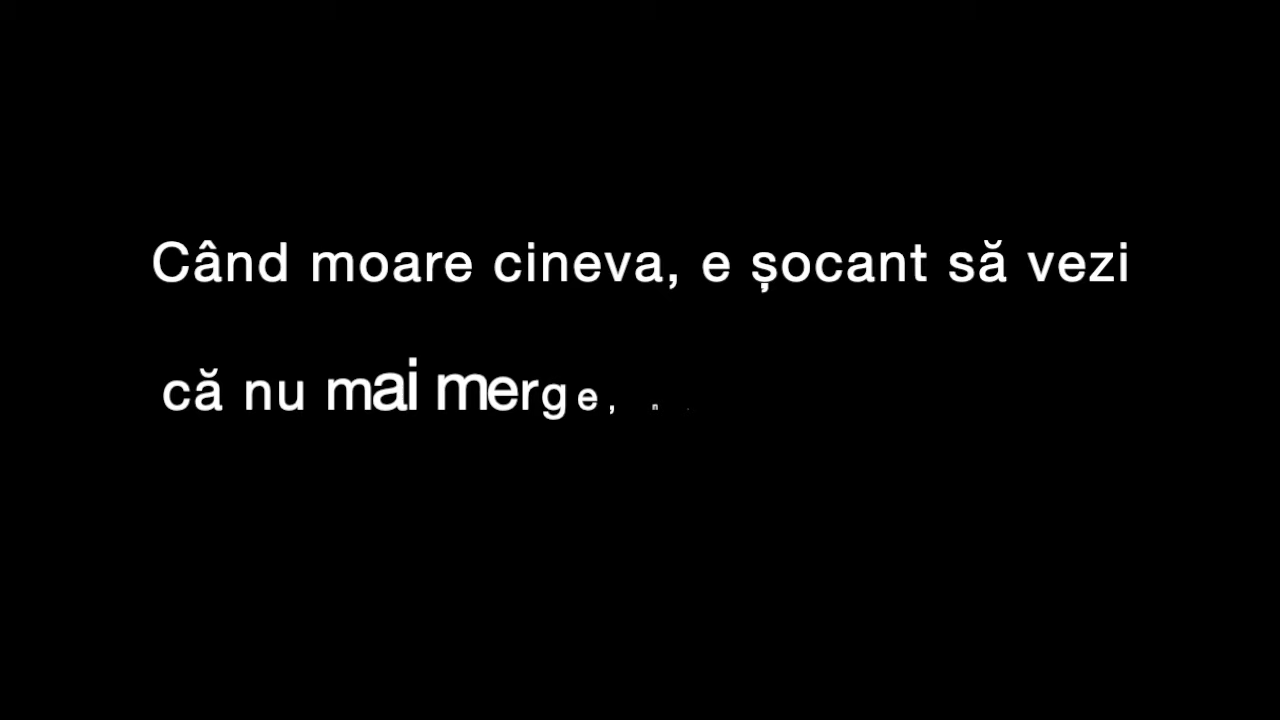 Când moare cineva, e șocant să vezi
că nu mai merge, n